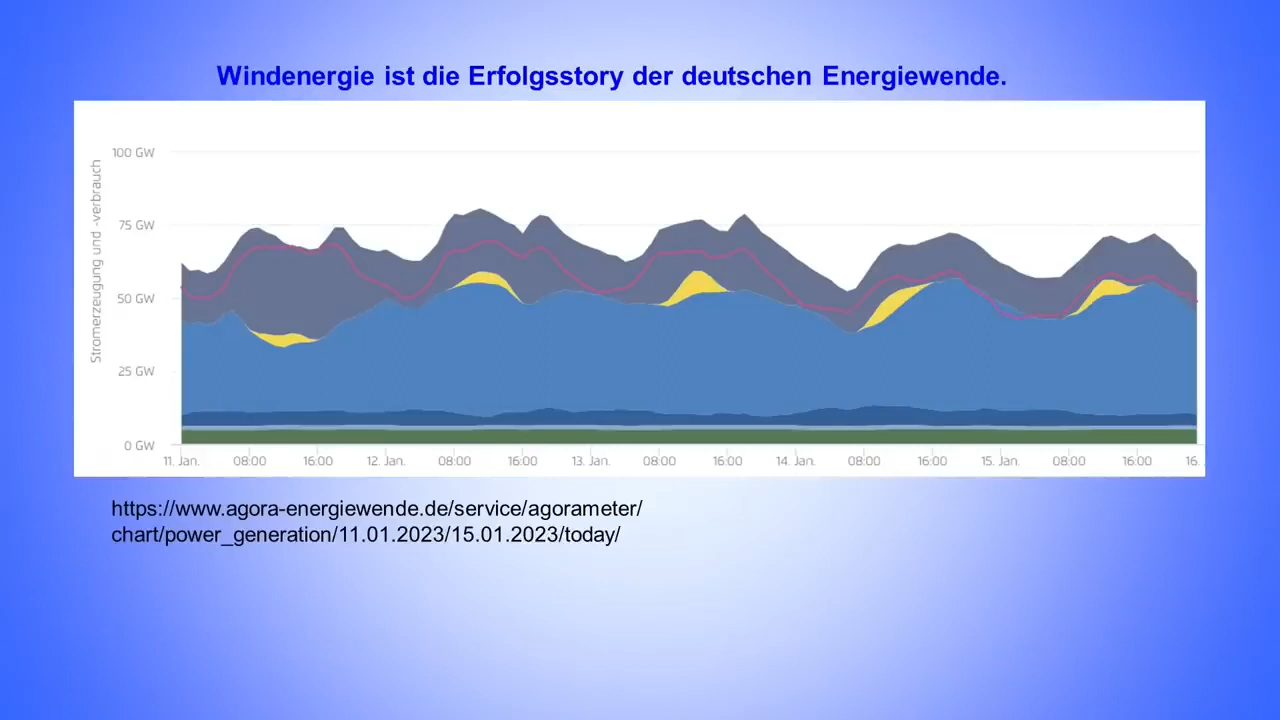 Windenergie ist die Erfolgsstory der deutschen Energiewende.
Stromerzeugung und -verbrauch
100 GW
75 GW
50 GW
25 GW
0 GW
11. Jan. 08:00 16:00 12. Jan. 08:00 16:00 13. Jan. 08:00 16:00 14. Jan. 08:00 16:00 15. Jan. 08:00 16:00 16.
https://www.agora-energiewende.de/service/agorameter/
chart/power_generation/11.01.2023/15.01.2023/today/